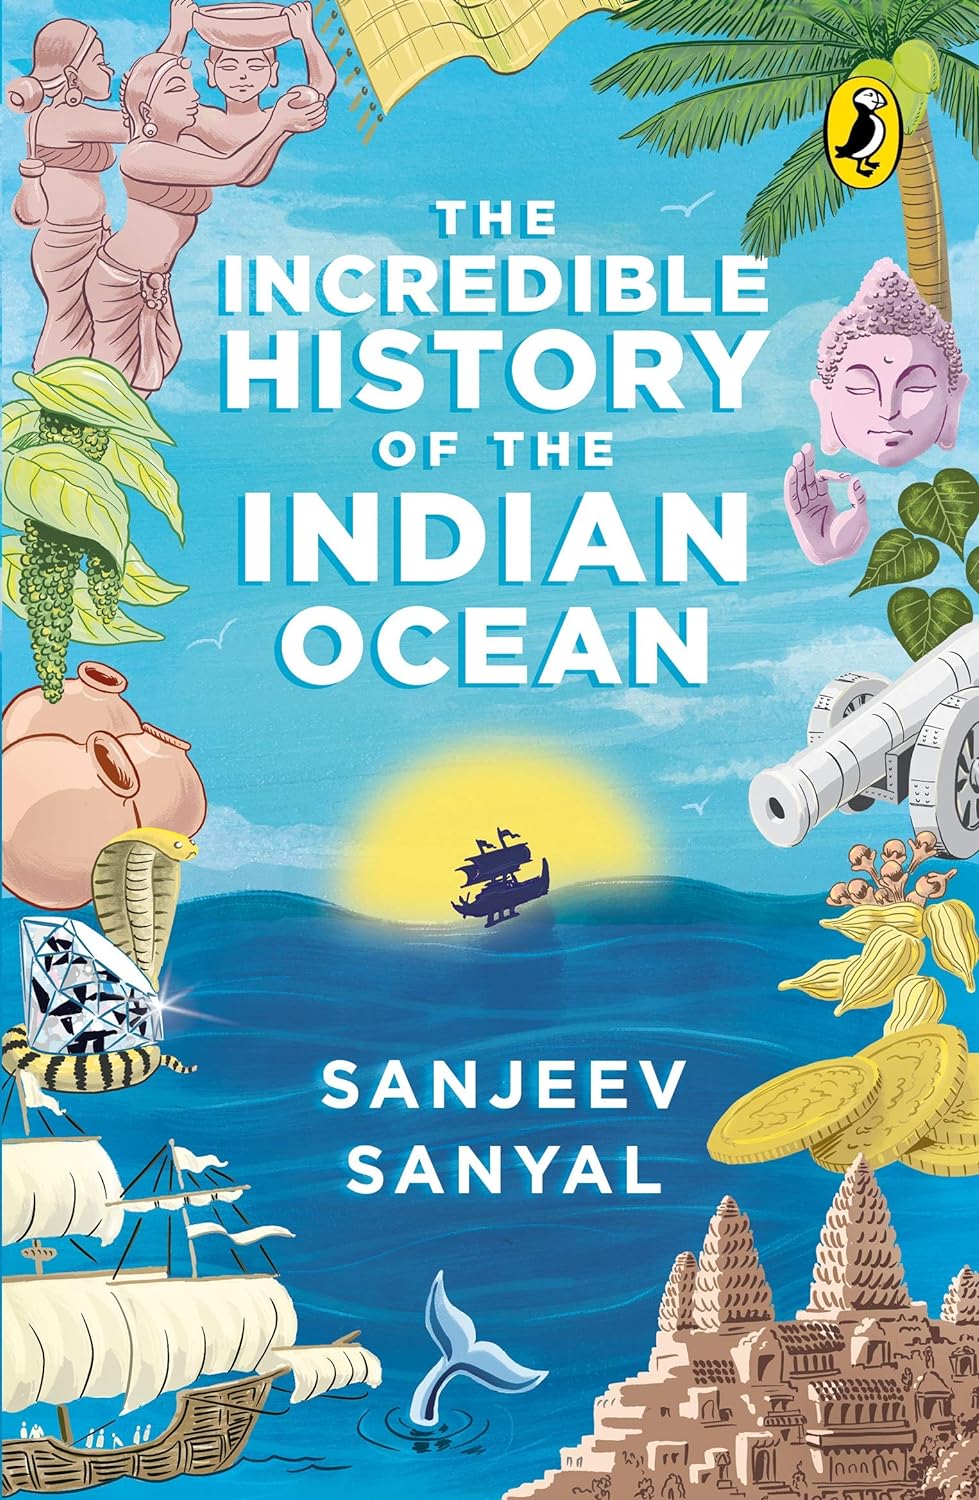 THE
INCREDIBLE
HISTORY
OF THE
INDIAN
OCEAN
SANJEEV
SANYAL